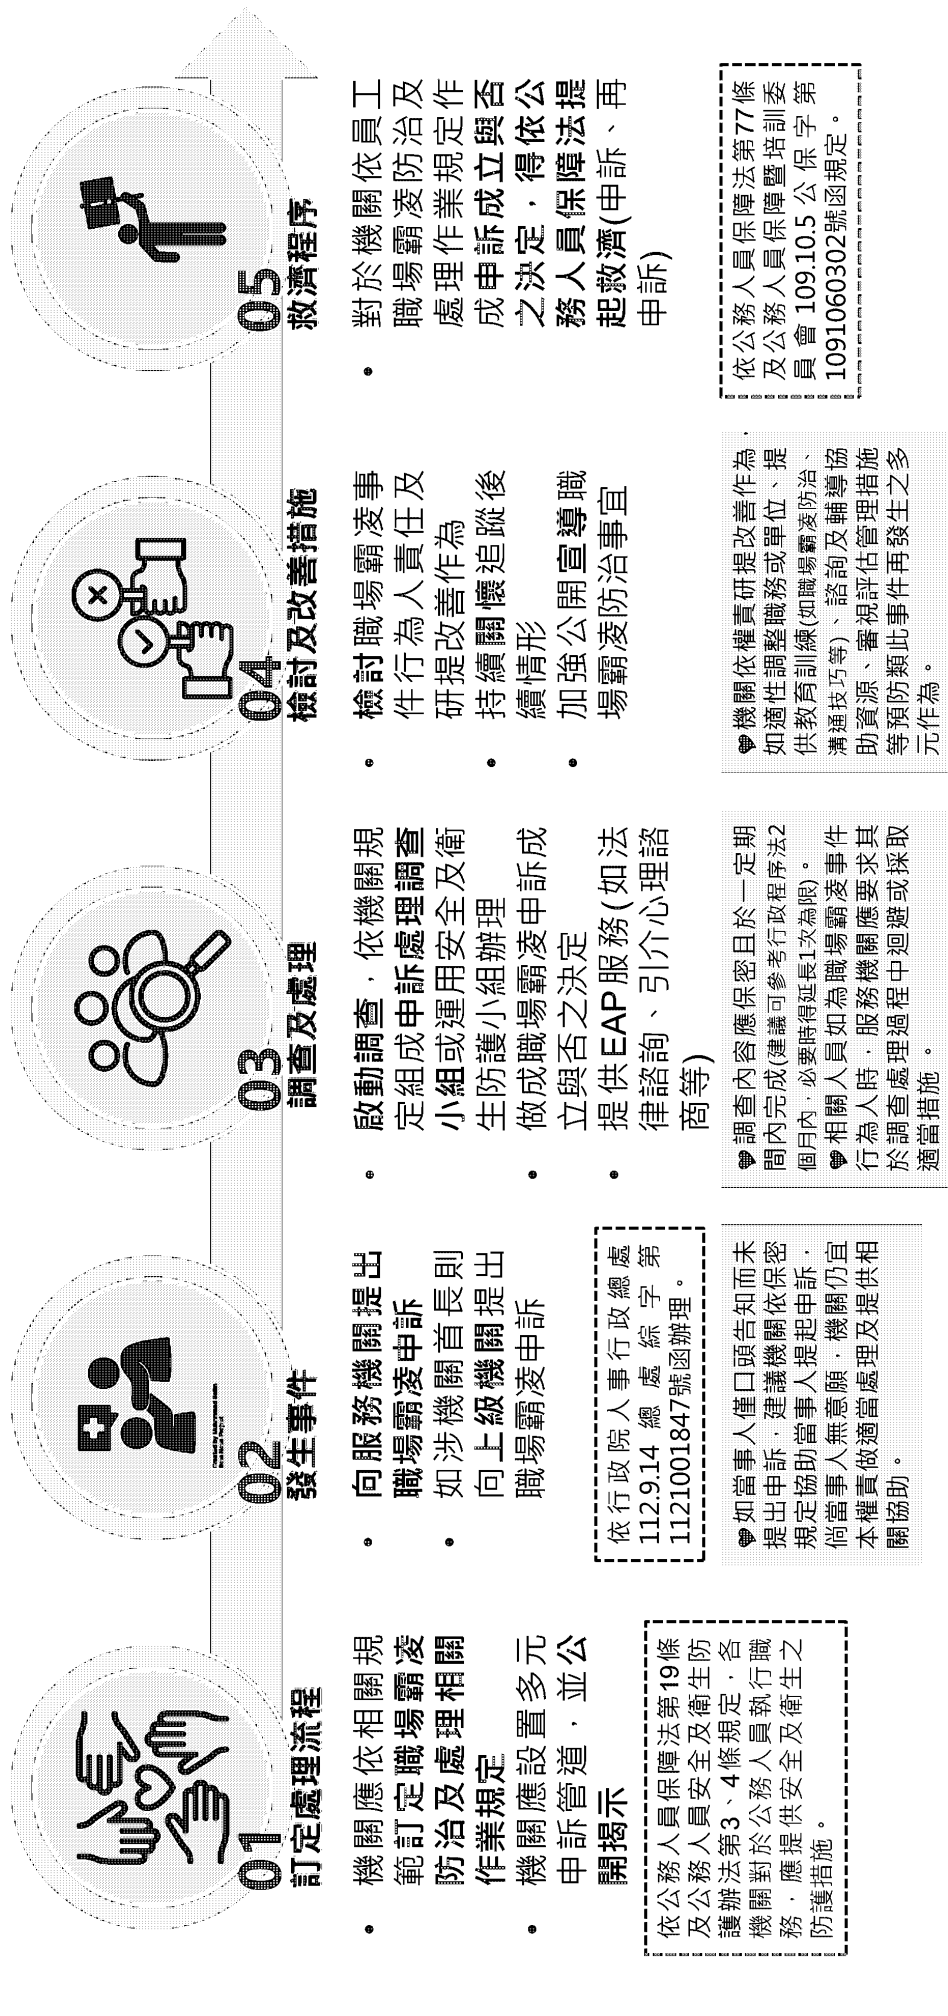 01
訂定處理流程
• 機關應依相關規
範訂定職場霸凌
防治及處理相關
作業規定
• 機關應設置多元
申訴管道，並公
開揭示
依公務人員保障法第19條
及公務人員安全及衛生防
護辦法第3、4條規定，各
機關對於公務人員執行職
務，應提供安全及衛生之
防護措施。
02
發生事件
• 向服務機關提出
職場霸凌申訴
• 如涉機關首長則
向上級機關提出
職場霸凌申訴
依行政院人事行政總處
112.9.14 總處綜字第
1121001847號函辦理。
如當事人僅口頭告知而未
提出申訴，建議機關依保密
規定協助當事人提起申訴，
倘當事人無意願，機關仍宜
本權責做適當處理及提供相
關協助。
03
調查及處理
• 啟動調查，依機關規
定組成申訴處理調查
小組或運用安全及衛
生防護小組辦理
• 做成職場霸凌申訴成
立與否之決定
• 提供EAP服務(如法
律諮詢、引介心理諮
商等)
調查內容應保密且於一定期
間內完成(建議可參考行政程序法2
個月內，必要時得延長1次為限)。
相關人員如為職場霸凌事件
行為人時，服務機關應要求其
於調查處理過程中迴避或採取
適當措施。
04
檢討及改善措施
• 檢討職場霸凌事
件行為人責任及
研提改善作為
• 持續關懷追蹤後
續情形
• 加強公開宣導職
場霸凌防治事宜
機關依權責研提改善作為，
如適性調整職務或單位、提
供教育訓練(如職場霸凌防治、
溝通技巧等)、諮詢及輔導協
助資源、審視評估管理措施
等預防類此事件再發生之多
元作為。
05
救濟程序
• 對於機關依員工
職場霸凌防治及
處理作業規定作
成申訴成立與否
之決定，得依公
務人員保障法提
起救濟(申訴、再
申訴)
依公務人員保障法第77條
及公務人員保障暨培訓委
員會109.10.5公保字第
1091060302號函規定。